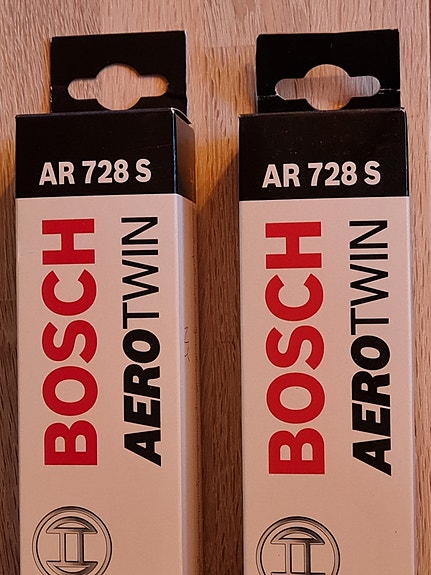 AR 728 S
BOSCH
AEROTWIN
AR 728 S
BOSCH
AEROTWIN